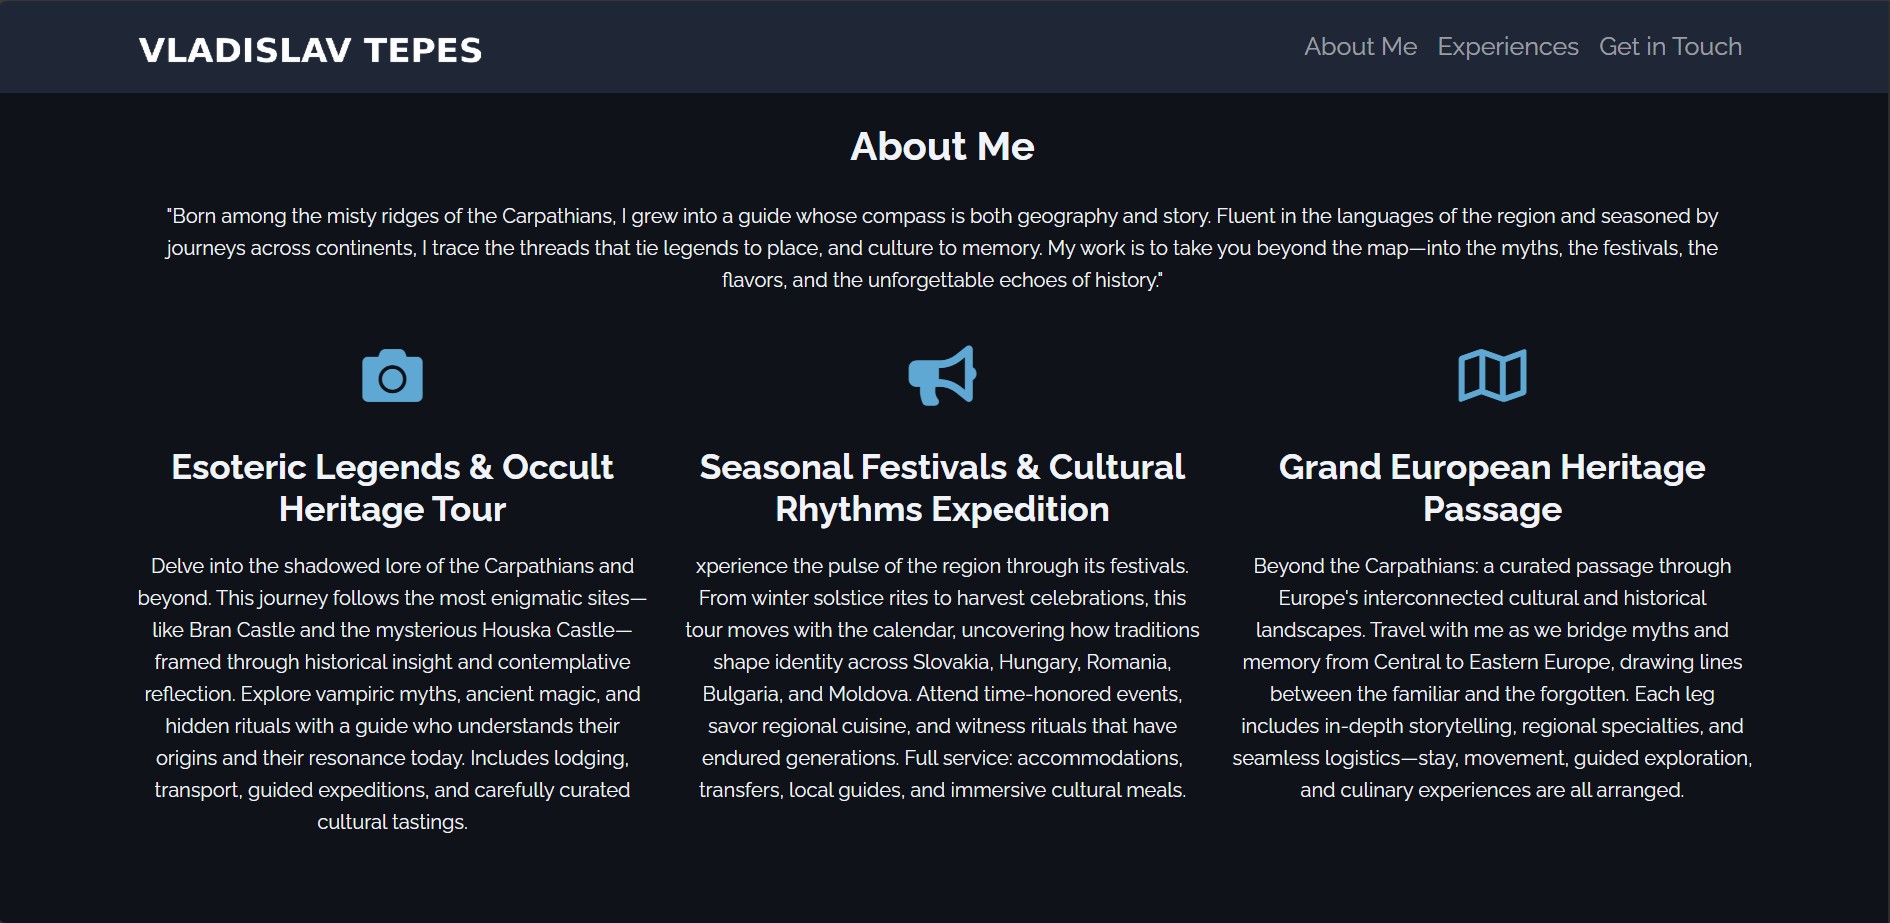 VLADISLAV TEPES
About Me Experiences Get in Touch
About Me
"Born among the misty ridges of the Carpathians, I grew into a guide whose compass is both geography and story. Fluent in the languages of the region and seasoned by
journeys across continents, I trace the threads that tie legends to place, and culture to memory. My work is to take you beyond the map—into the myths, the festivals, the
flavors, and the unforgettable echoes of history."
Esoteric Legends & Occult
Heritage Tour
Delve into the shadowed lore of the Carpathians and
beyond. This journey follows the most enigmatic sites—
like Bran Castle and the mysterious Houska Castle—
framed through historical insight and contemplative
reflection. Explore vampiric myths, ancient magic, and
hidden rituals with a guide who understands their
origins and their resonance today. Includes lodging,
transport, guided expeditions, and carefully curated
cultural tastings.
Seasonal Festivals & Cultural
Rhythms Expedition
xperience the pulse of the region through its festivals.
From winter solstice rites to harvest celebrations, this
tour moves with the calendar, uncovering how traditions
shape identity across Slovakia, Hungary, Romania,
Bulgaria, and Moldova. Attend time-honored events,
savor regional cuisine, and witness rituals that have
endured generations. Full service: accommodations,
transfers, local guides, and immersive cultural meals.
Grand European Heritage
Passage
Beyond the Carpathians: a curated passage through
Europe's interconnected cultural and historical
landscapes. Travel with me as we bridge myths and
memory from Central to Eastern Europe, drawing lines
between the familiar and the forgotten. Each leg
includes in-depth storytelling, regional specialties, and
seamless logistics—stay, movement, guided exploration,
and culinary experiences are all arranged.